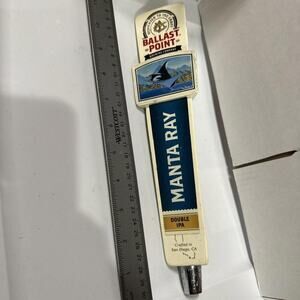 BALLAST
POINT
MANTA RAY
DOUBLE
IPA
Crafted in
San Diego, CA
WESTCOTT